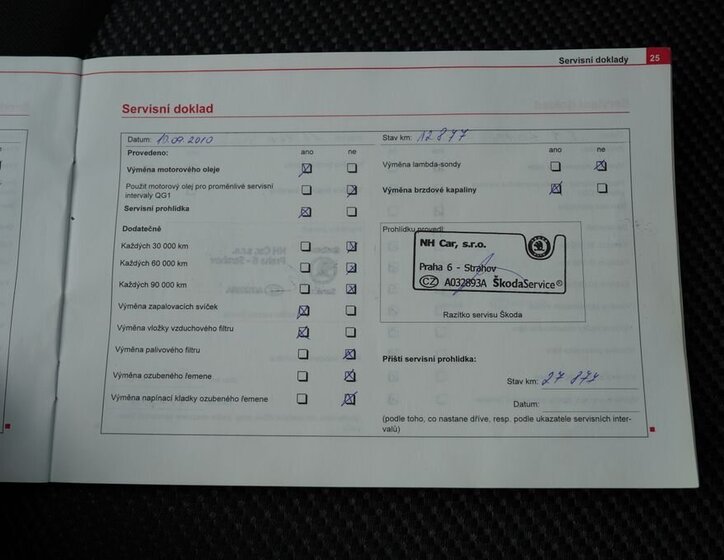 Servisní doklady 25
Servisní doklad
Datum: 10.09 2010
Stav km: 12877
Provedeno: ano ne
ano ne
Výměna motorového oleje
Výměna lambda-sondy
Použit motorový olej pro proměnlivé servisní
intervaly QG1
Výměna brzdové kapaliny
Servisní prohlídka
Dodatečně
Každých 30 000 km
Každých 60 000 km
Každých 90 000 km
Výměna zapalovacích svíček
Výměna vložky vzduchového filtru
Výměna palivového filtru
Výměna ozubeného řemene
Výměna napínací kladky ozubeného řemene
Prohlídku provedl:
NH Car, s.r.o.
Praha 6 - Strahov
CZ A032893A ŠkodaService®
Razítko servisu Škoda
Příští servisní prohlídka:
Stav km: 27 877
Datum:
(podle toho, co nastane dříve, resp. podle ukazatele servisních inter-
valů)